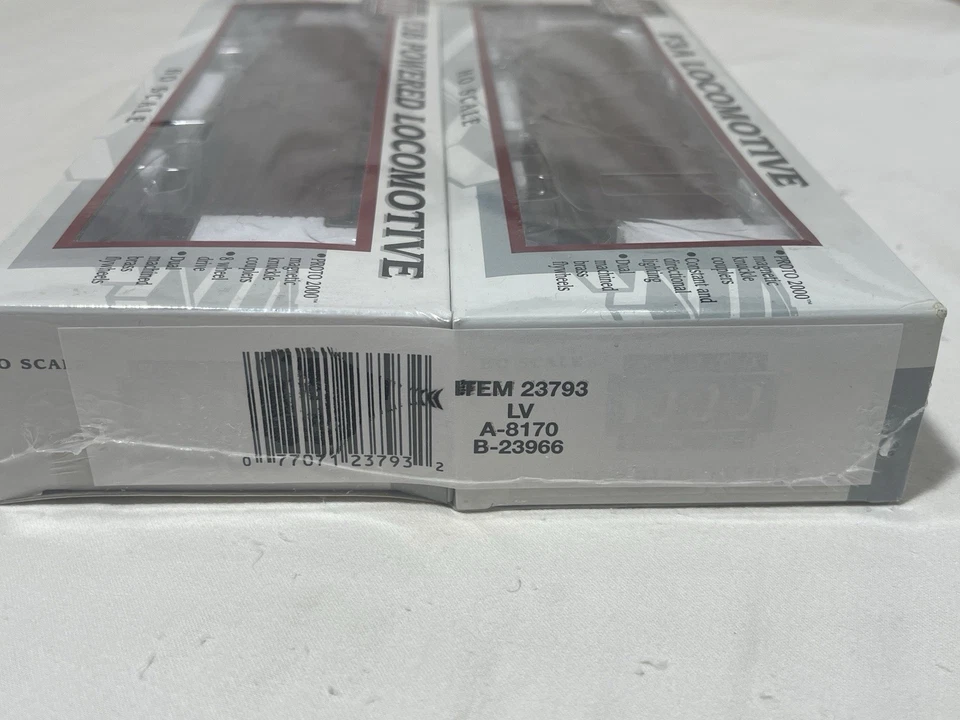 F3B POWERED LOCOMOTIVE
HO SCALE
• PROTO 2000™
magnetic
knuckle
couplers
• 8 wheel
drive
• Dual
machined
brass
flywheels
F3A LOCOMOTIVE
HO SCALE
• PROTO 2000™
magnetic
knuckle
couplers
• Constant and
directional
lighting
• Dual
machined
brass
flywheels
O SCA
0 77071 23793 2
ITEM 23793
LV
A-8170
B-23966